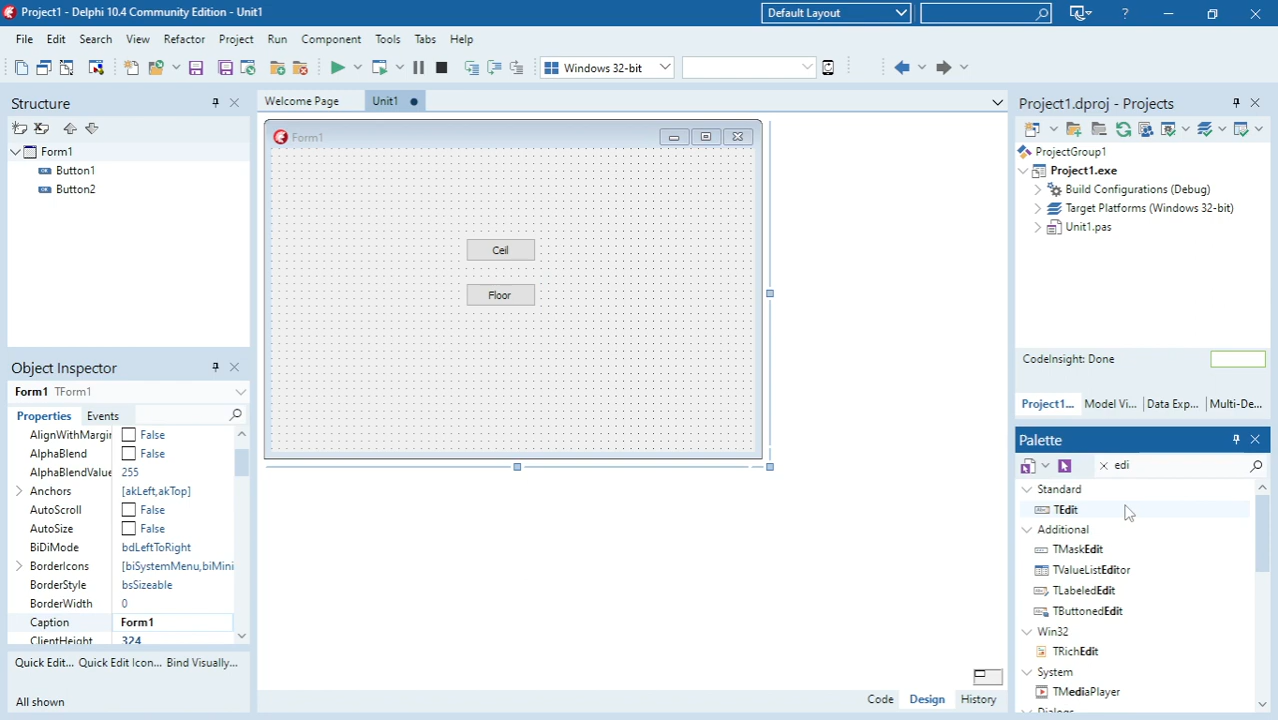 Project1 - Delphi 10.4 Community Edition - Unit1
Default Layout
?
File Edit Search View Refactor Project Run Component Tools Tabs Help
Windows 32-bit
Structure
Form1
Button1
Button2
Object Inspector
Form1 TForm1
Properties Events
AlignWithMargin False
AlphaBlend False
AlphaBlendValue 255
Anchors [akLeft,akTop]
AutoScroll False
AutoSize False
BiDiMode bdLeftToRight
BorderIcons [biSystemMenu,biMini
BorderStyle bsSizeable
BorderWidth 0
Caption Form1
ClientHeight 324
Quick Edit... Quick Edit Icon... Bind Visually...
All shown
Welcome Page Unit1
Form1
Ceil
Floor
Code Design History
Project1.dproj - Projects
ProjectGroup1
Project1.exe
Build Configurations (Debug)
Target Platforms (Windows 32-bit)
Unit1.pas
CodeInsight: Done
Project1... Model Vi... Data Exp... Multi-De...
Palette
edi
Standard
TEdit
Additional
TMaskEdit
TValueListEditor
TLabeledEdit
TButtonedEdit
Win32
TRichEdit
System
TMediaPlayer
Dialogs